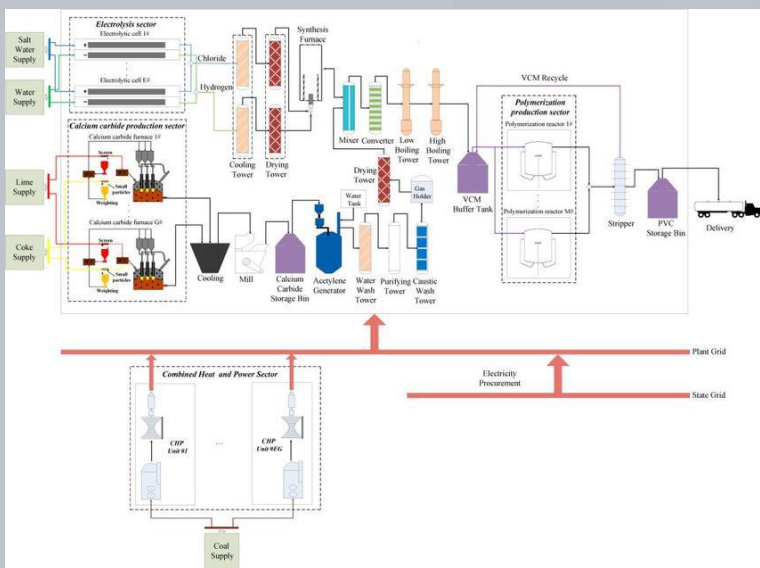 Electrolysis sector
Electrolytic cell 1#
Electrolytic cell E#
Salt
Water
Supply
Water
Supply
Chloride
Hydrogen
Cooling
Tower
Drying
Tower
Synthesis
Furnace
Mixer
Converter
Low
Boiling
Tower
High
Boiling
Tower
VCM Recycle
Polymerization
production sector
Polymerization reactor 1#
Polymerization reactor M#
VCM
Buffer Tank
Stripper
PVC
Storage Bin
Delivery
Calcium carbide production sector
Calcium carbide furnace 1#
Screen
Small
particles
Weighting
Calcium carbide furnace G#
Screen
Small
particles
Weighting
Lime
Supply
Coke
Supply
Cooling
Mill
Calcium
Carbide
Storage Bin
Acetylene
Generator
Water
Tank
Water
Wash
Tower
Purifying
Tower
Caustic
Wash
Tower
Drying
Tower
Gas
Holder
Plant Grid
Electricity
Procurement
State Grid
Combined Heat and Power Sector
CHP
Unit #1
...
CHP
Unit #EG
Coal
Supply